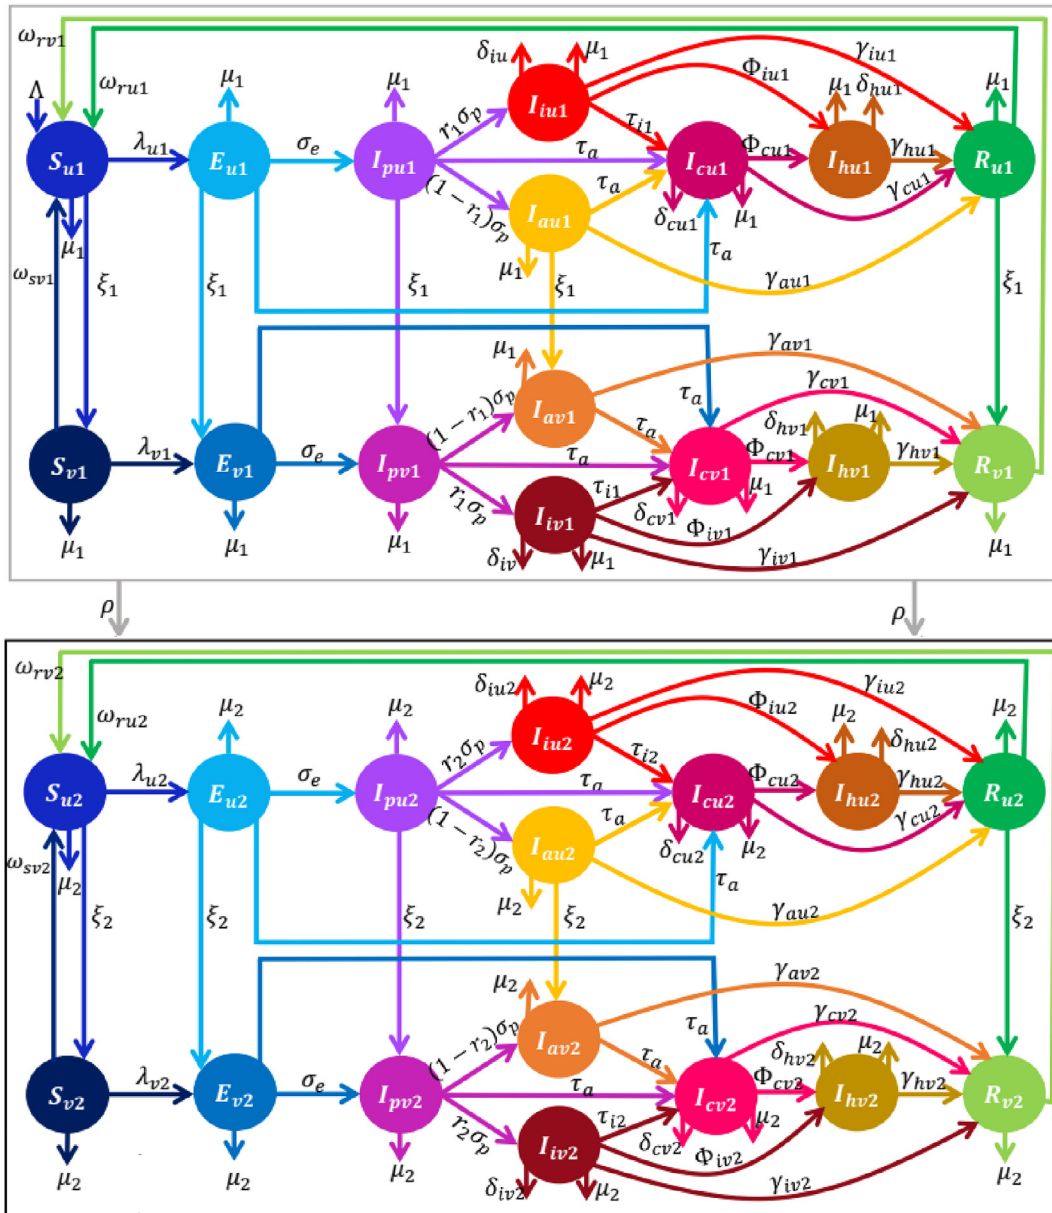 ω_rv1
ω_ru1
Λ
δ_iu
μ_1
γ_iu1
Φ_iu1
μ_1
δ_hu1
μ_1
μ_1
μ_1
S_u1
λ_u1
E_u1
σ_e
I_pu1
r_1σ_p
I_iu1
τ_i1
τ_a
I_cu1
Φ_cu1
I_hu1
γ_hu1
R_u1
(1-r_1)σ_p
I_au1
τ_a
δ_cu1
μ_1
γ_cu1
μ_1
μ_1
τ_a
γ_au1
ω_sv1
ξ_1
ξ_1
ξ_1
ξ_1
ξ_1
μ_1
γ_av1
γ_cv1
(1-r_1)σ_p
I_av1
τ_a
τ_a
δ_hv1
μ_1
S_v1
λ_v1
E_v1
σ_e
I_pv1
τ_a
I_cv1
Φ_cv1
I_hv1
γ_hv1
R_v1
r_1σ_p
I_iv1
τ_i1
δ_cv1
μ_1
Φ_iv1
μ_1
μ_1
μ_1
δ_iv
μ_1
γ_iv1
μ_1
ρ
ρ
ω_rv2
ω_ru2
δ_iu2
μ_2
γ_iu2
Φ_iu2
μ_2
δ_hu2
μ_2
μ_2
μ_2
S_u2
λ_u2
E_u2
σ_e
I_pu2
r_2σ_p
I_iu2
τ_i2
τ_a
I_cu2
Φ_cu2
I_hu2
γ_hu2
R_u2
(1-r_2)σ_p
I_au2
τ_a
δ_cu2
μ_2
γ_cu2
μ_2
μ_2
τ_a
γ_au2
ω_sv2
ξ_2
ξ_2
ξ_2
ξ_2
ξ_2
μ_2
γ_av2
γ_cv2
(1-r_2)σ_p
I_av2
τ_a
τ_a
δ_hv2
μ_2
S_v2
λ_v2
E_v2
σ_e
I_pv2
τ_a
I_cv2
Φ_cv2
I_hv2
γ_hv2
R_v2
r_2σ_p
I_iv2
τ_i2
δ_cv2
μ_2
Φ_iv2
μ_2
μ_2
μ_2
δ_iv2
μ_2
γ_iv2
μ_2